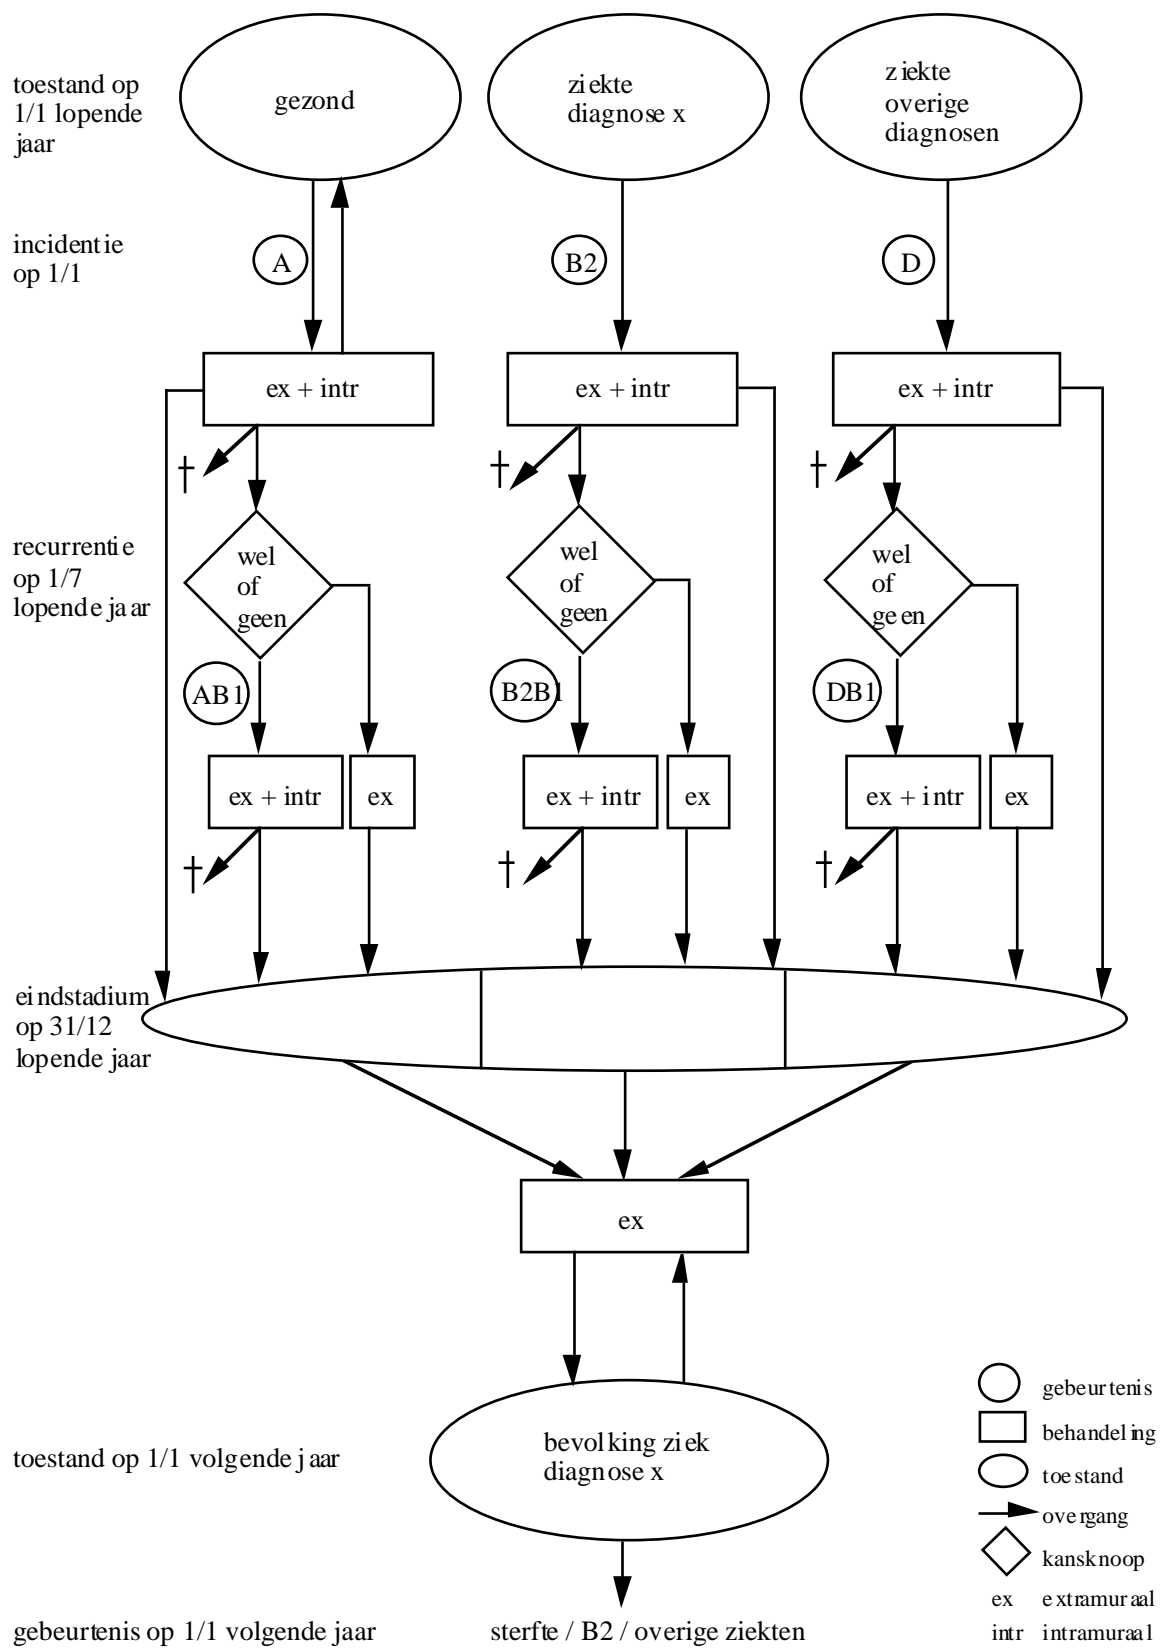 toestand op
1/1 lopende
jaar
gezond
ziekte
diagnose x
ziekte
overige
diagnosen
incidentie
op 1/1
A
B2
D
ex + intr
ex + intr
ex + intr
†
†
†
recurrentie
op 1/7
lopende jaar
wel
of
geen
wel
of
geen
wel
of
geen
AB1
B2B1
DB1
ex + intr
ex
ex + intr
ex
ex + intr
ex
†
†
†
eindstadium
op 31/12
lopende jaar
ex
toestand op 1/1 volgende jaar
bevolking ziek
diagnose x
gebeurtenis op 1/1 volgende jaar
sterfte / B2 / overige ziekten
gebeurtenis
behandeling
toestand
overgang
kansknoop
ex extramuraal
intr intramuraal